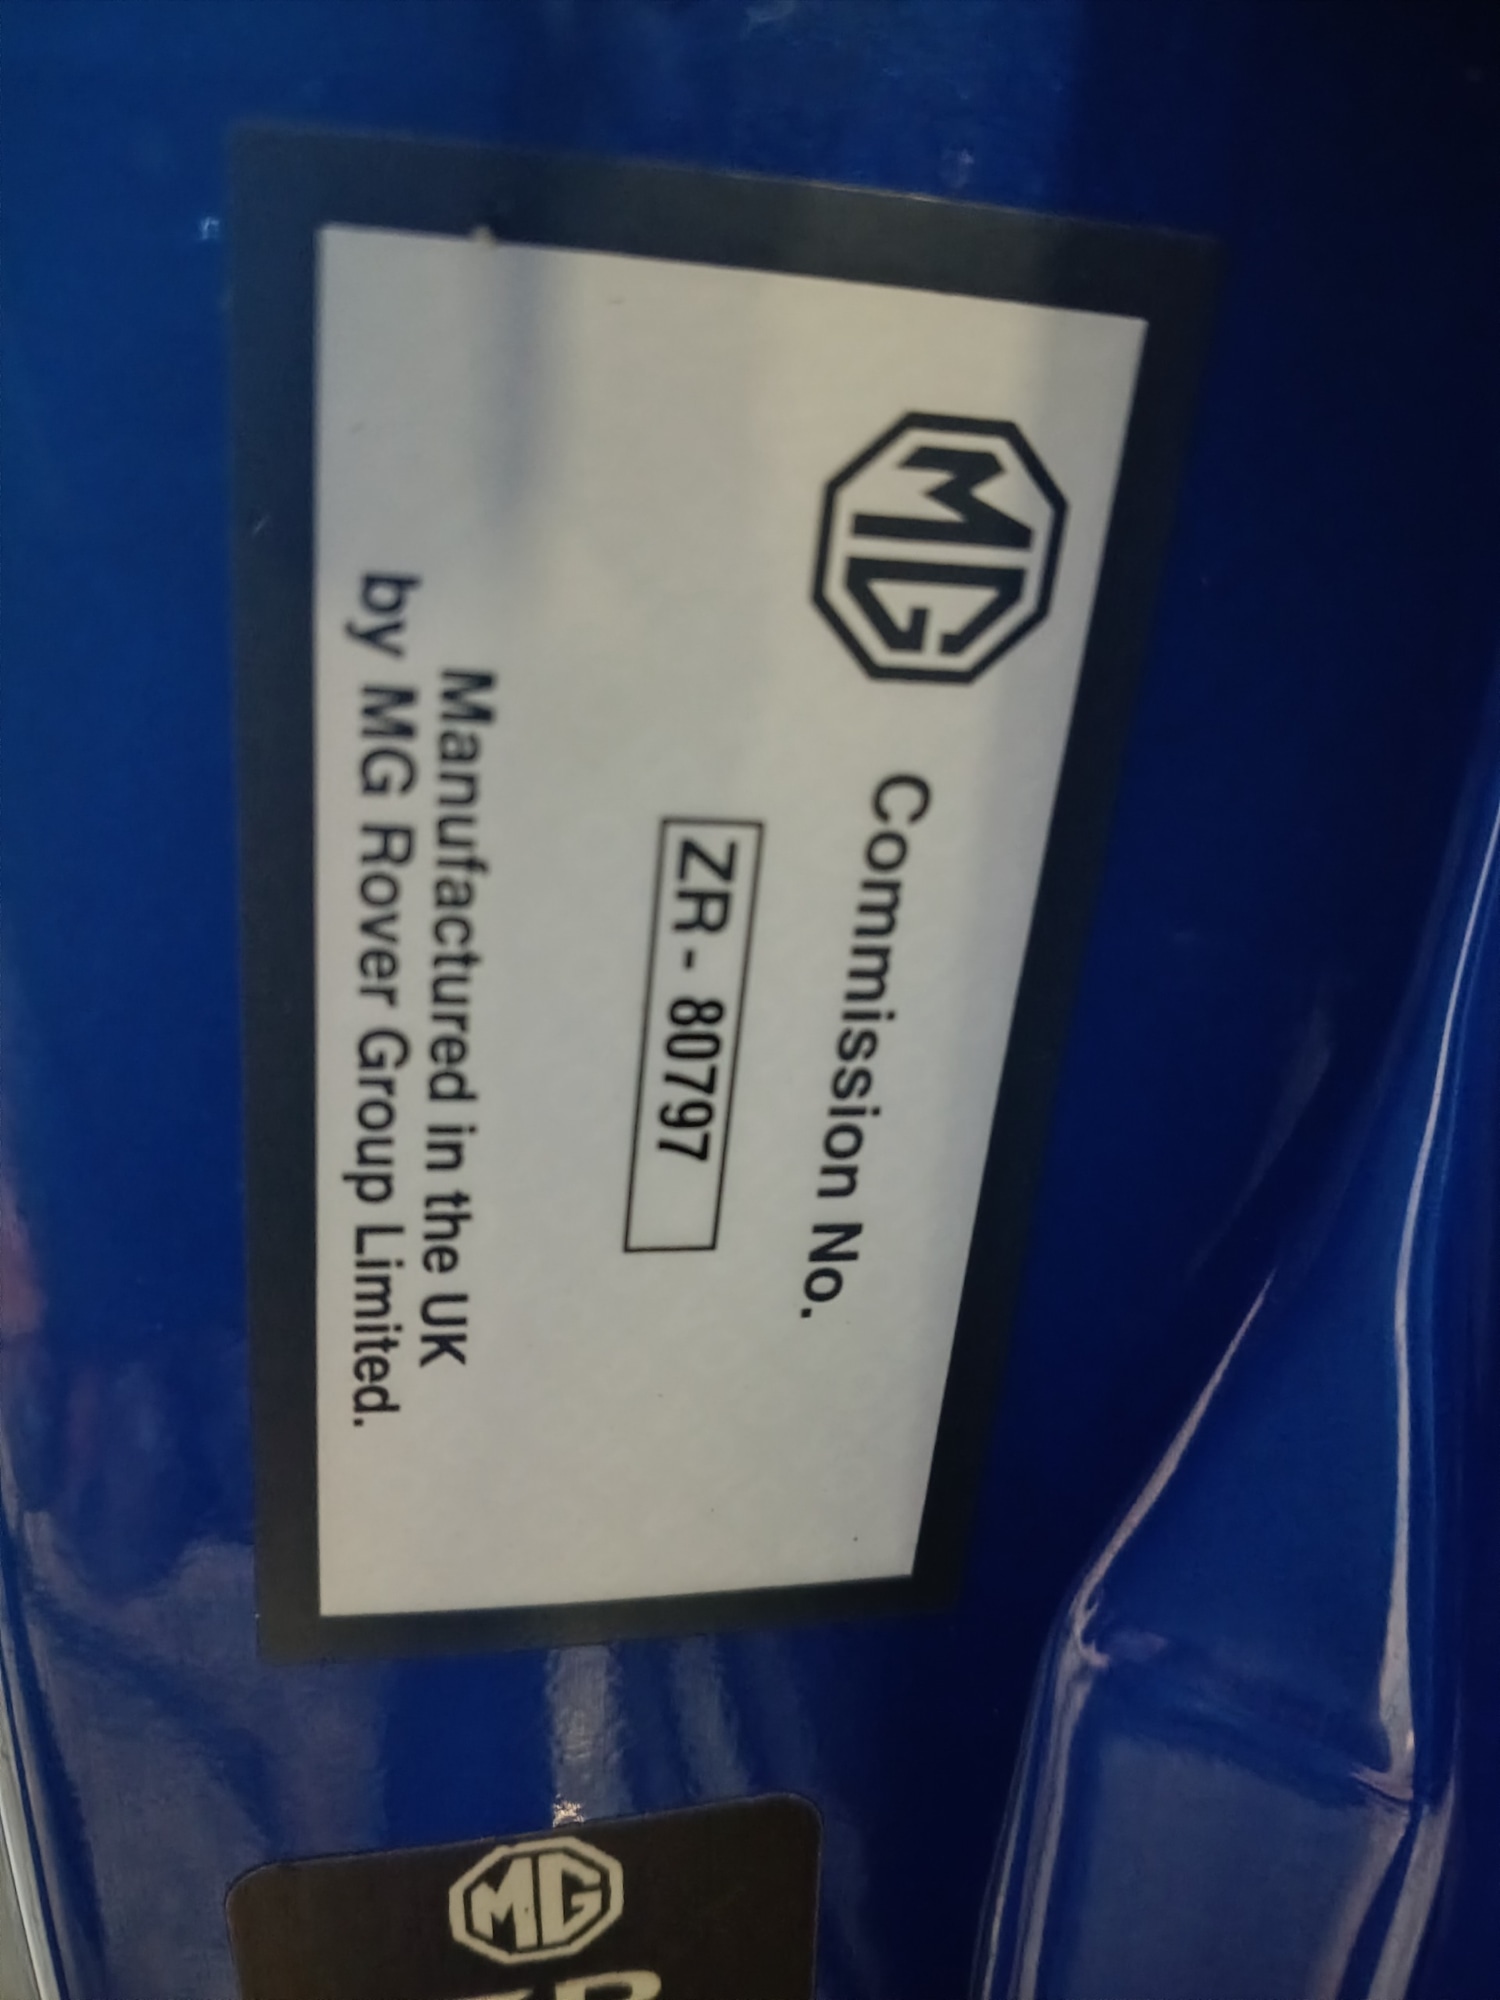 MG
Commission No.
ZR - 80797
Manufactured in the UK
by MG Rover Group Limited.
MG